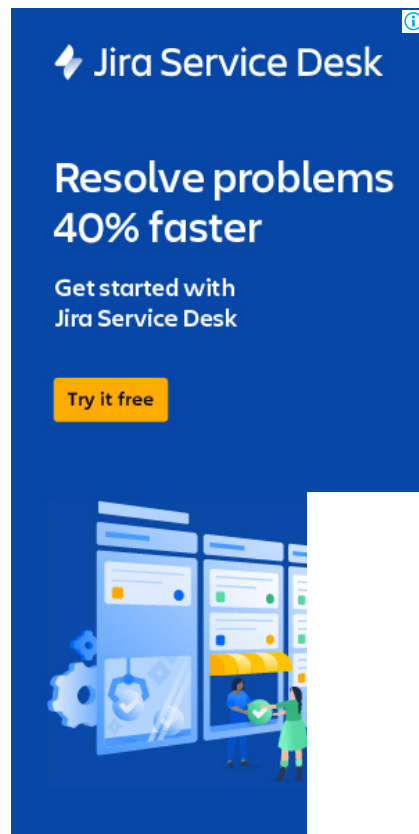 Jira Service Desk
Resolve problems
40% faster
Get started with
Jira Service Desk
Try it free